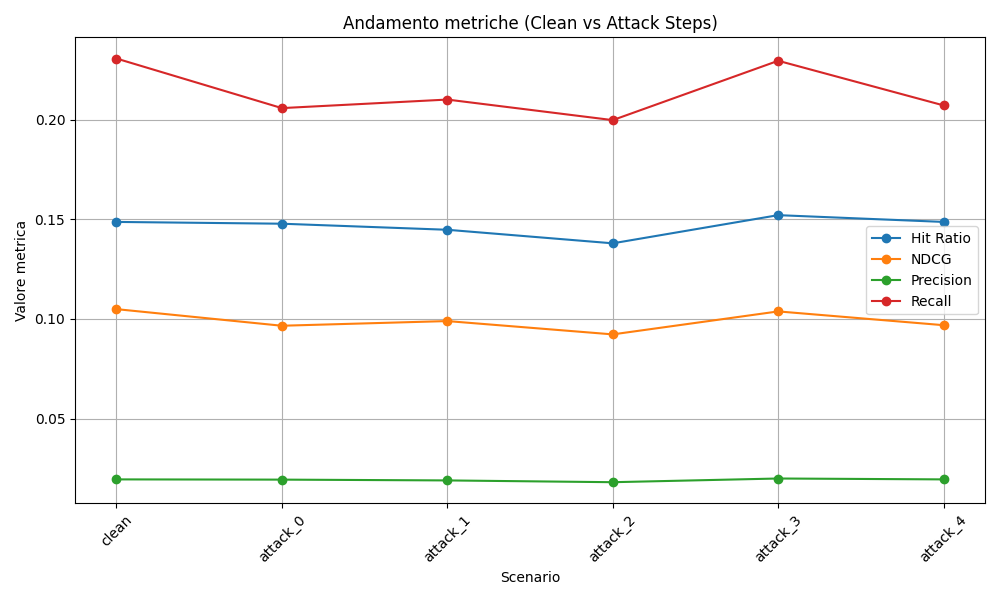 Andamento metriche (Clean vs Attack Steps)
Valore metrica
0.20
0.15
0.10
0.05
Hit Ratio
NDCG
Precision
Recall
clean
attack_0
attack_1
attack_2
attack_3
attack_4
Scenario